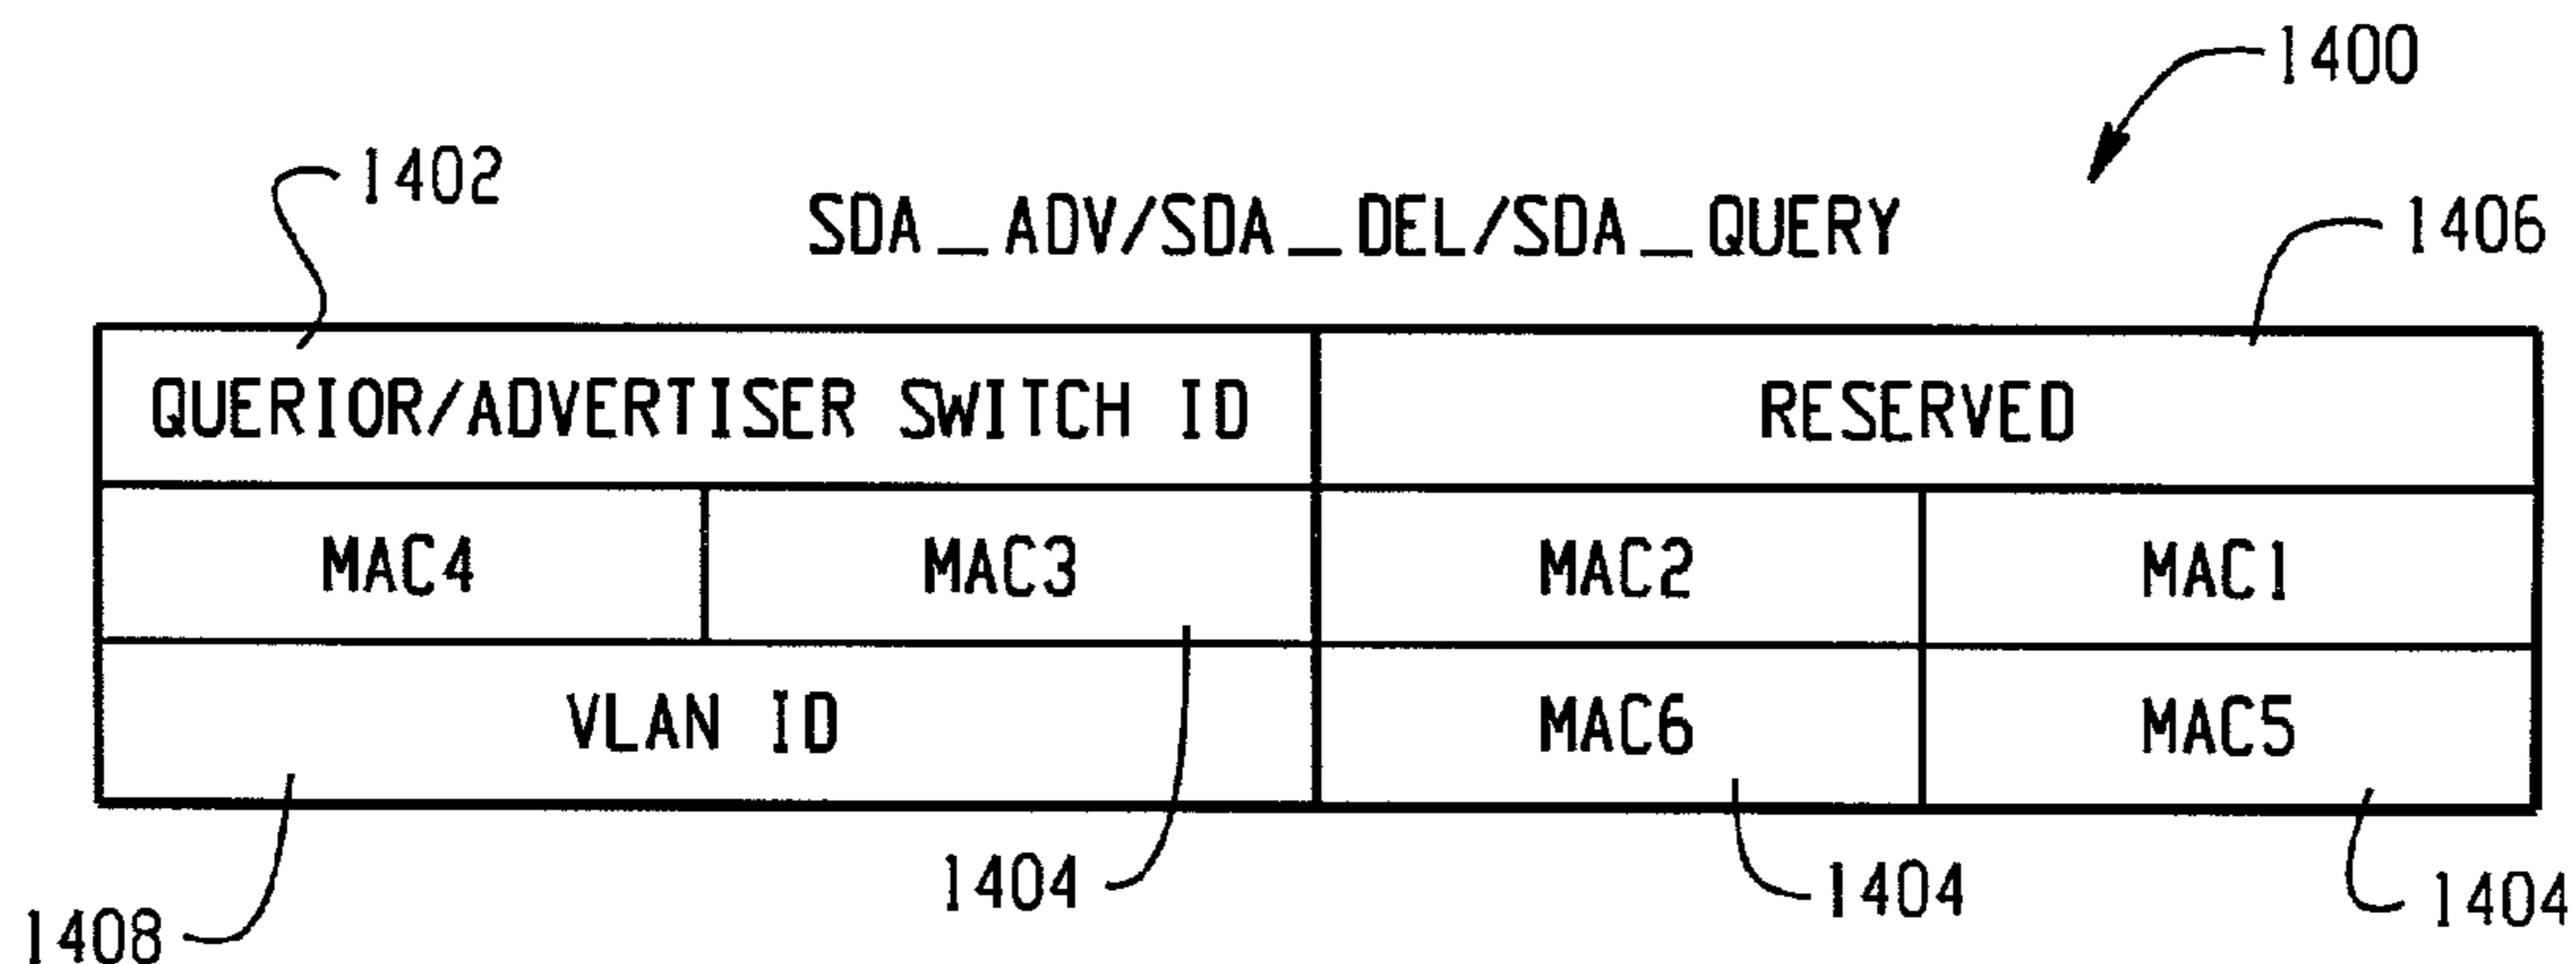 1400
1402
SDA_ADV/SDA_DEL/SDA_QUERY
1406
QUERIOR/ADVERTISER SWITCH ID RESERVED
MAC4 MAC3 MAC2 MAC1
VLAN ID MAC6 MAC5
1408 1404 1404 1404